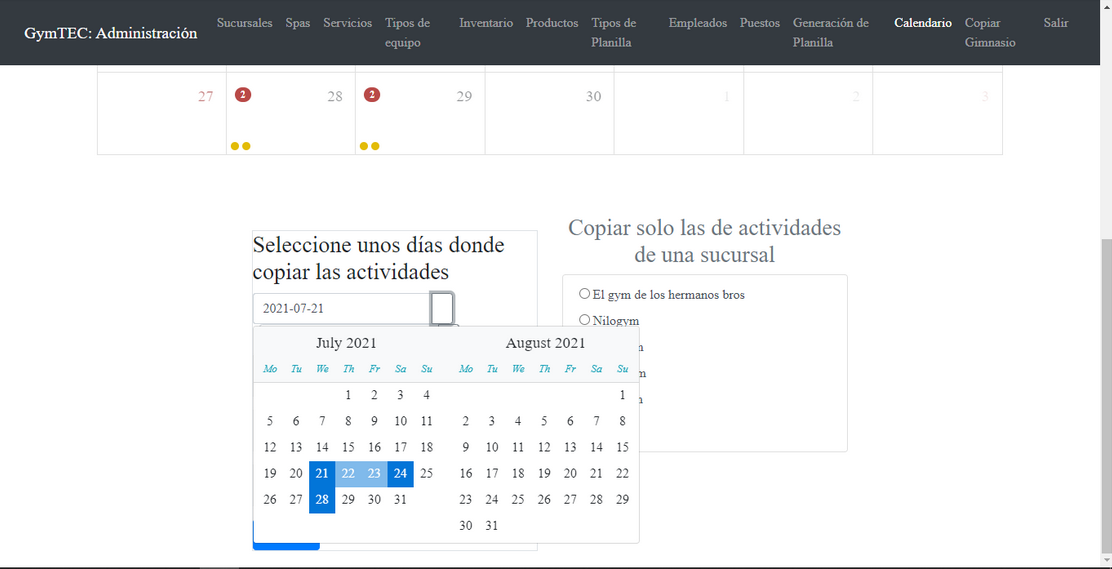 GymTEC: Administración
Sucursales Spas Servicios Tipos de equipo Inventario Productos Tipos de Planilla Empleados Puestos Generación de Planilla Calendario Copiar Gimnasio Salir
27 2 28 2 29 30 1 2 3
Seleccione unos días donde
copiar las actividades
2021-07-21
Copiar solo las de actividades
de una sucursal
El gym de los hermanos bros
Nilogym
m
m
n
July 2021 August 2021
Mo Tu We Th Fr Sa Su Mo Tu We Th Fr Sa Su
1 2 3 4 1
5 6 7 8 9 10 11 2 3 4 5 6 7 8
12 13 14 15 16 17 18 9 10 11 12 13 14 15
19 20 21 22 23 24 25 16 17 18 19 20 21 22
26 27 28 29 30 31 23 24 25 26 27 28 29
30 31